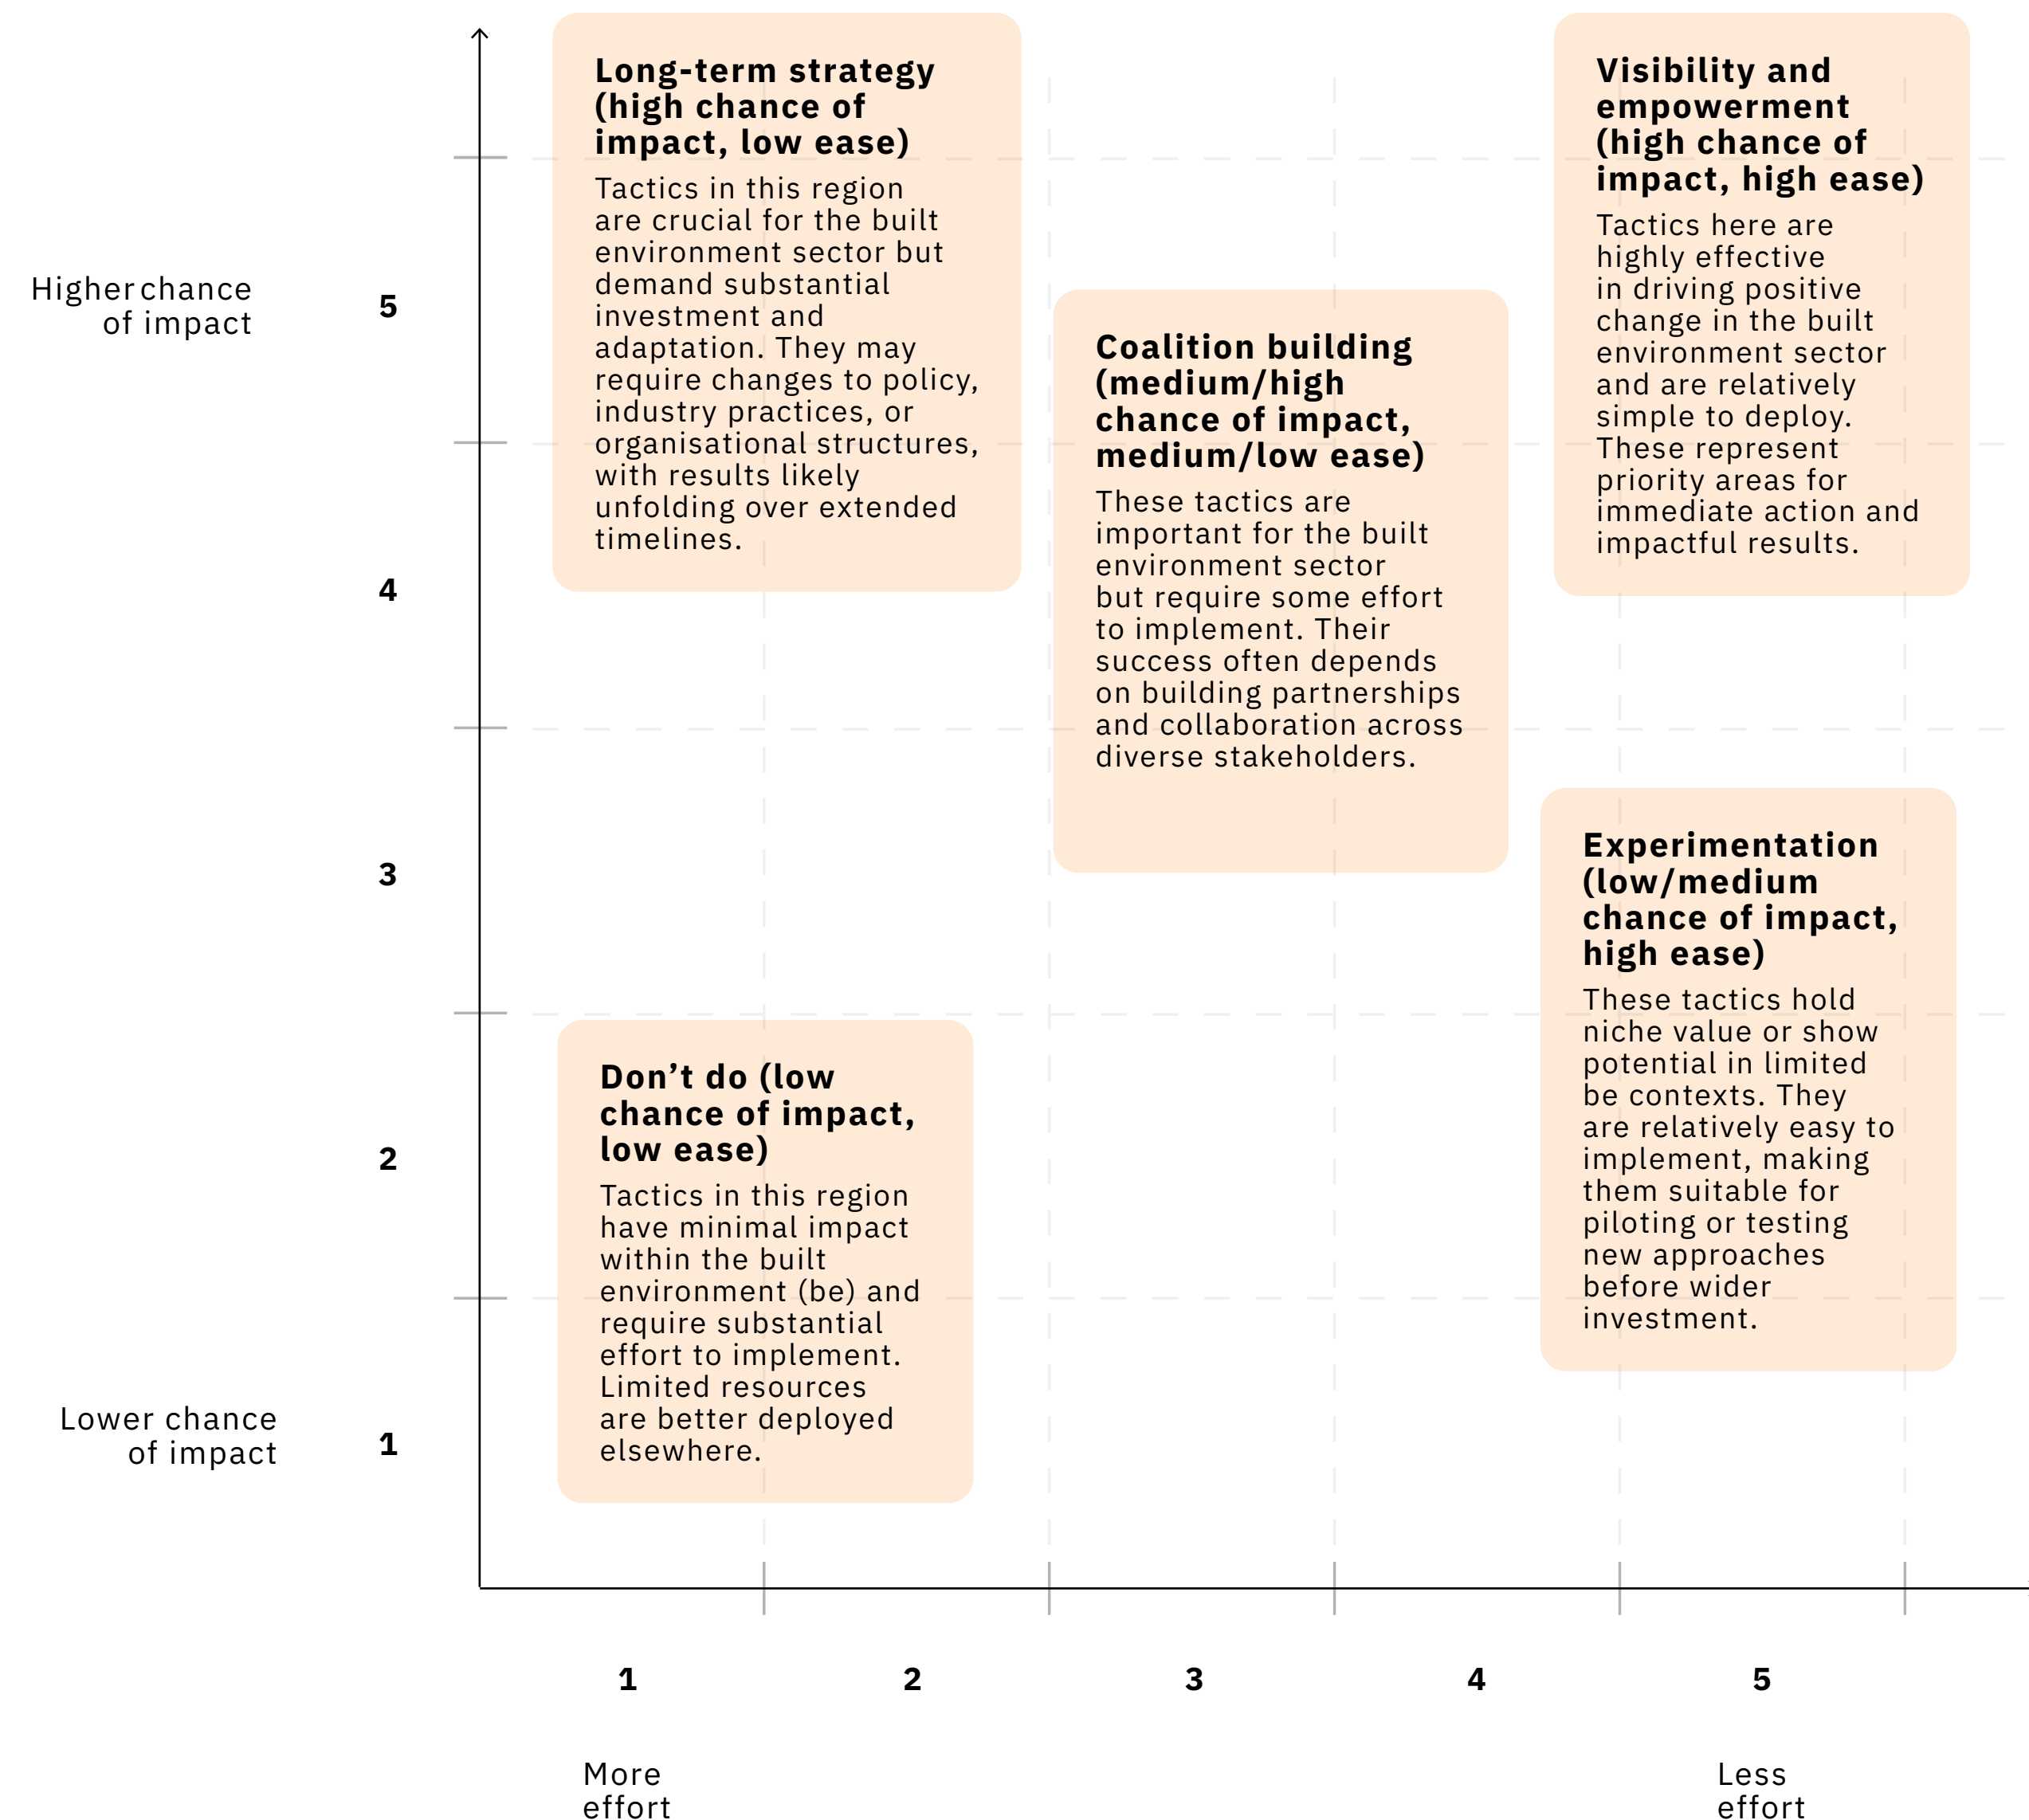 Long-term strategy
(high chance of
impact, low ease)
Tactics in this region
are crucial for the built
environment sector but
demand substantial
investment and
adaptation. They may
require changes to policy,
industry practices, or
organisational structures,
with results likely
unfolding over extended
timelines.
Visibility and
empowerment
(high chance of
impact, high ease)
Tactics here are
highly effective
in driving positive
change in the built
environment sector
and are relatively
simple to deploy.
These represent
priority areas for
immediate action and
impactful results.
Higher chance
of impact
5
Coalition building
(medium/high
chance of impact,
medium/low ease)
These tactics are
important for the built
environment sector
but require some effort
to implement. Their
success often depends
on building partnerships
and collaboration across
diverse stakeholders.
4
3
Experimentation
(low/medium
chance of impact,
high ease)
These tactics hold
niche value or show
potential in limited
be contexts. They
are relatively easy to
implement, making
them suitable for
piloting or testing
new approaches
before wider
investment.
Don’t do (low
chance of impact,
low ease)
Tactics in this region
have minimal impact
within the built
environment (be) and
require substantial
effort to implement.
Limited resources
are better deployed
elsewhere.
2
Lower chance
of impact
1
1 2 3 4 5
More
effort
Less
effort